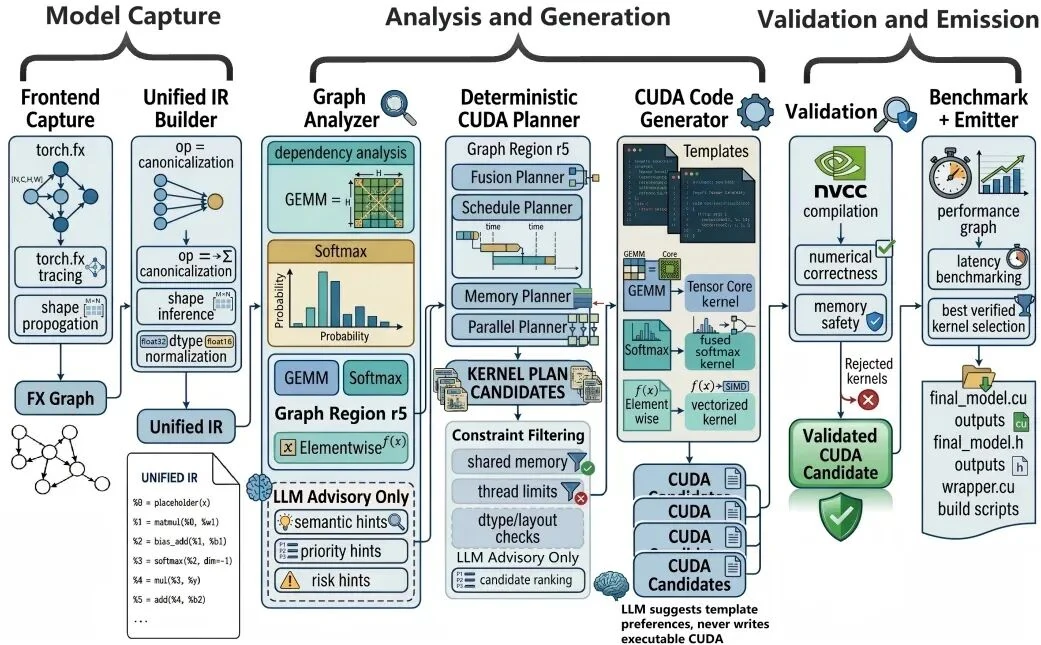 Model Capture
Analysis and Generation
Validation and Emission
Frontend
Capture
torch.fx
[N,C,H,W]
torch.fx
tracing
shape
M×N
propogation
FX Graph
Unified IR
Builder
op =
canonicalization
op = → Σ
canonicalization
shape
inference
M×N
float32 dtype float16
normalization
Unified IR
UNIFIED IR
%0 = placeholder(x)
%1 = matmul(%0, %w1)
%2 = bias_add(%1, %b1)
%3 = softmax(%2, dim=-1)
%4 = mul(%3, %y)
%5 = add(%4, %b2)
...
Graph
Analyzer
dependency analysis
GEMM =
H
H
Softmax
Probability
Probability
GEMM
Softmax
Graph Region r5
x Elementwise f(x)
LLM Advisory Only
semantic hints
P1
P2
P3
priority hints
risk hints
Deterministic
CUDA Planner
Graph Region r5
Fusion Planner
Schedule Planner
time
time
Memory Planner
Parallel Planner
KERNEL PLAN
CANDIDATES
Constraint Filtering
shared memory
thread limits
dtype/layout
checks
LLM Advisory Only
P1
P2
P3
candidate ranking
CUDA Code
Generator
Templates
GEMM
Core
=
GEMM
Tensor Core
kernel
Softmax
fused
softmax kernel
f(x)
Element
wise
f(x) → SIMD
vectorized
kernel
CUDA
CUDA
CUDA
CUDA
Candidates
LLM suggests template
preferences, never writes
executable CUDA
Validation
nvcc
compilation
numerical
correctness
memory
safety
Rejected
kernels
Validated
CUDA
Candidate
Benchmark
+ Emitter
performance
graph
latency
benchmarking
best verified
kernel selection
final_model.cu
outputs
CU
final_model.h
outputs
h
wrapper.cu
build scripts